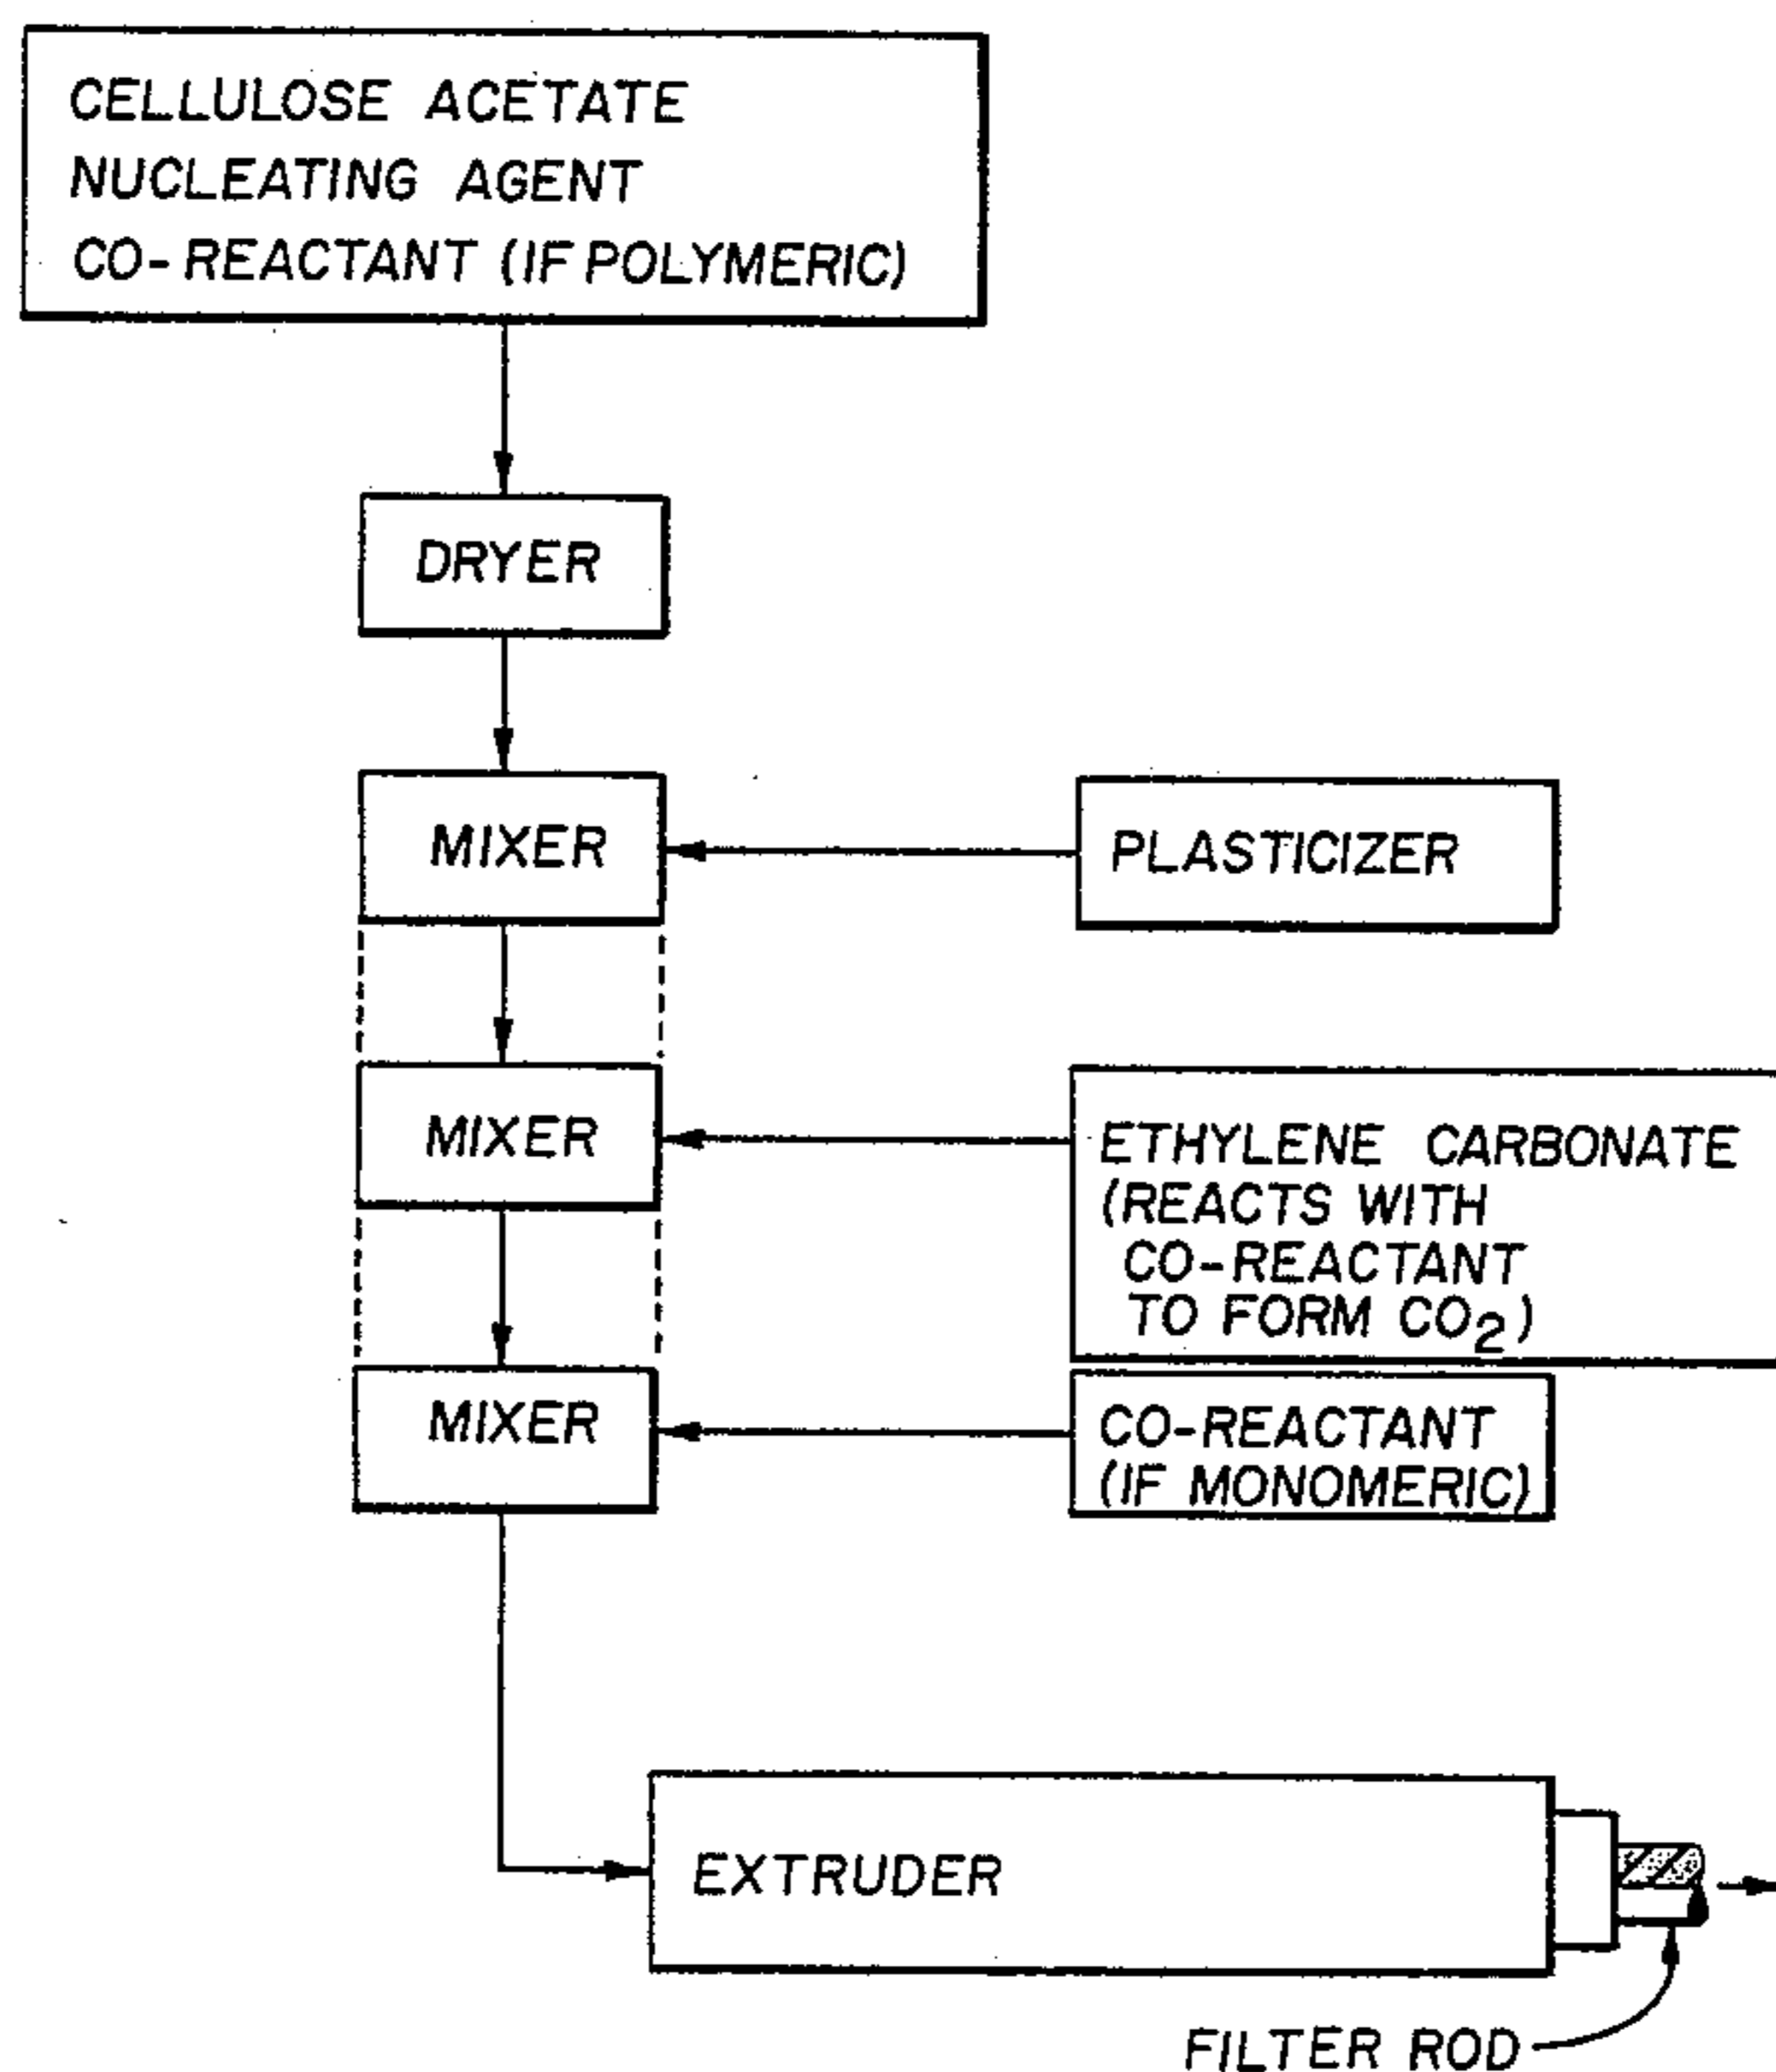 CELLULOSE ACETATE
NUCLEATING AGENT
CO-REACTANT (IF POLYMERIC)
DRYER
MIXER
PLASTICIZER
MIXER
ETHYLENE CARBONATE
(REACTS WITH
CO-REACTANT
TO FORM CO₂)
MIXER
CO-REACTANT
(IF MONOMERIC)
EXTRUDER
FILTER ROD